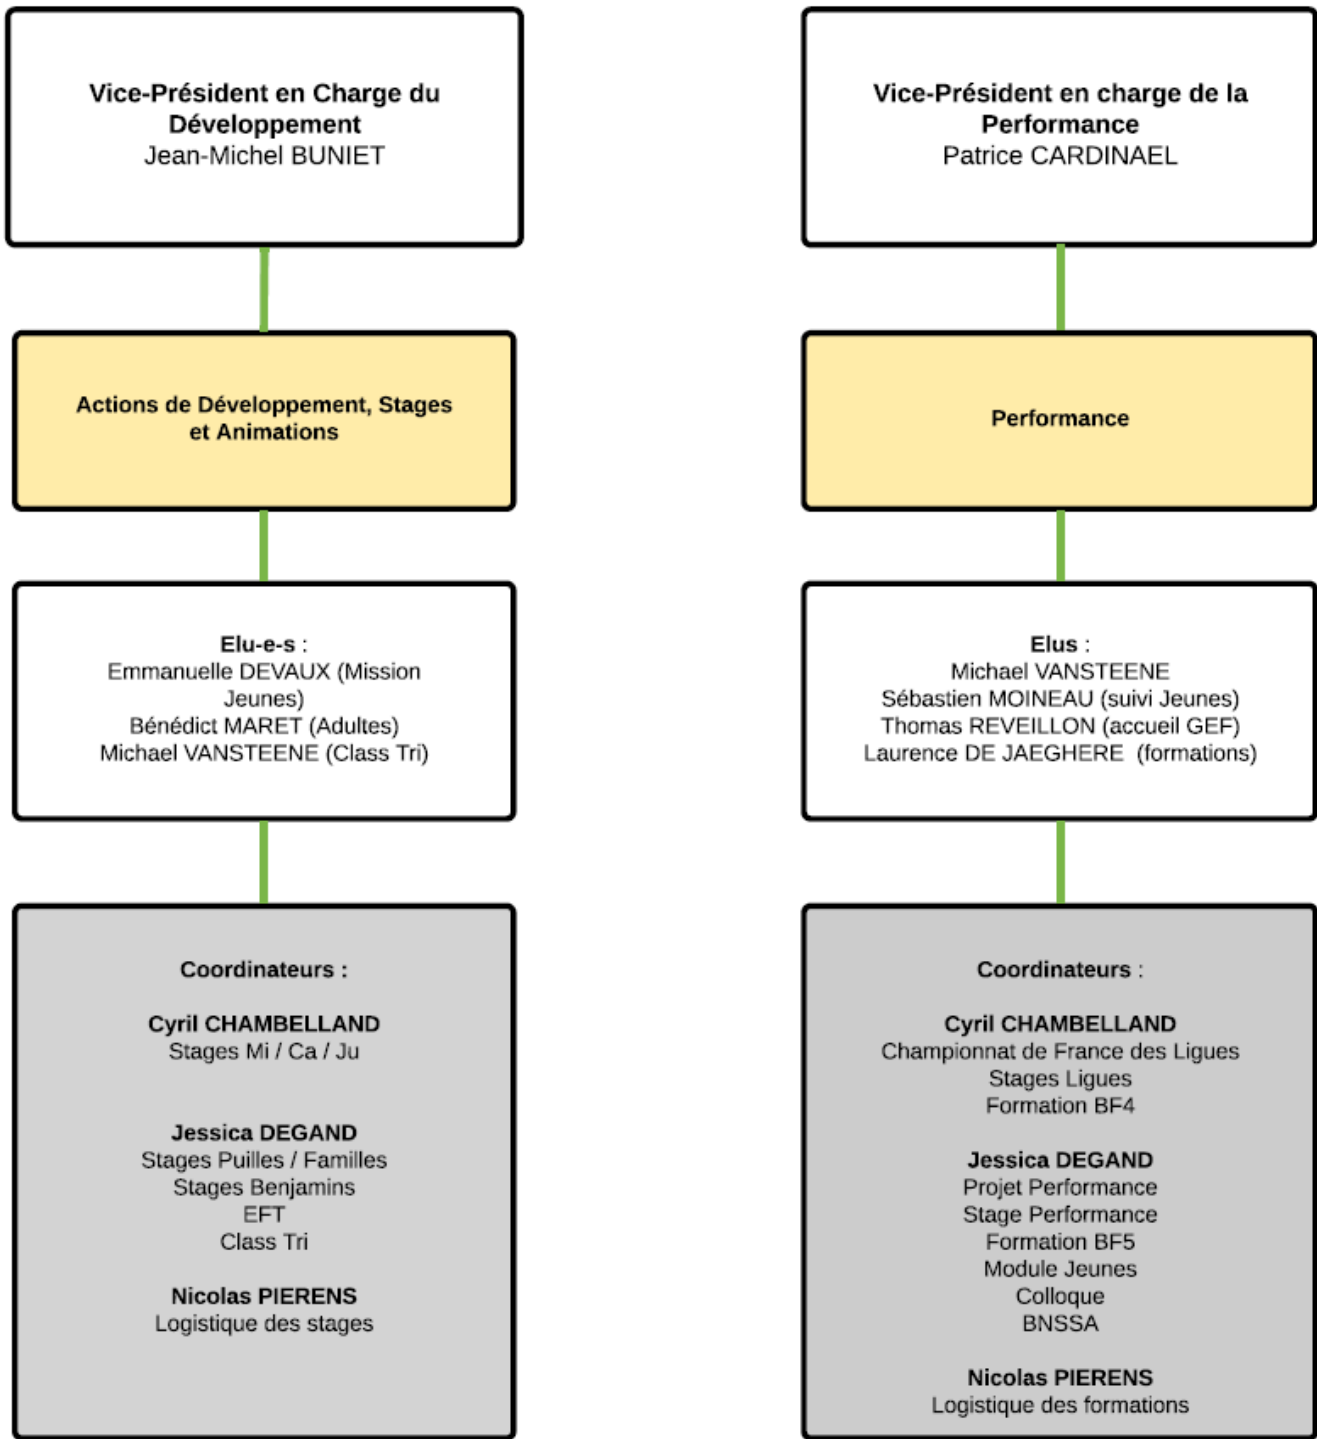 Vice-Président en Charge du
Développement
Jean-Michel BUNIET
Actions de Développement, Stages
et Animations
Elu-e-s :
Emmanuelle DEVAUX (Mission
Jeunes)
Bénédict MARET (Adultes)
Michael VANSTEENE (Class Tri)
Coordinateurs :
Cyril CHAMBELLAND
Stages Mi / Ca / Ju
Jessica DEGAND
Stages Puilles / Familles
Stages Benjamins
EFT
Class Tri
Nicolas PIERENS
Logistique des stages
Vice-Président en charge de la
Performance
Patrice CARDINAEL
Performance
Elus :
Michael VANSTEENE
Sébastien MOINEAU (suivi Jeunes)
Thomas REVEILLON (accueil GEF)
Laurence DE JAEGHERE (formations)
Coordinateurs :
Cyril CHAMBELLAND
Championnat de France des Ligues
Stages Ligues
Formation BF4
Jessica DEGAND
Projet Performance
Stage Performance
Formation BF5
Module Jeunes
Colloque
BNSSA
Nicolas PIERENS
Logistique des formations